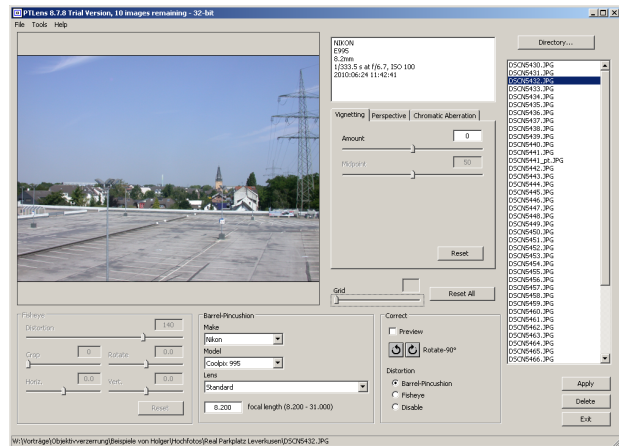 PTLens 8.7.8 Trial Version, 10 images remaining - 32-bit
File Tools Help
NIKON
E995
8.2mm
1/333.5 s at f/6.7, ISO 100
2010:06:24 11:42:41
Directory...
Vignetting Perspective Chromatic Aberration
Amount 0
Midpoint 50
Reset
Grid
Reset All
DSCN5430.JPG
DSCN5431.JPG
DSCN5432.JPG
DSCN5433.JPG
DSCN5434.JPG
DSCN5435.JPG
DSCN5436.JPG
DSCN5437.JPG
DSCN5438.JPG
DSCN5439.JPG
DSCN5440.JPG
DSCN5441.JPG
DSCN5441_pt.JPG
DSCN5442.JPG
DSCN5443.JPG
DSCN5444.JPG
DSCN5445.JPG
DSCN5446.JPG
DSCN5447.JPG
DSCN5448.JPG
DSCN5449.JPG
DSCN5450.JPG
DSCN5451.JPG
DSCN5452.JPG
DSCN5453.JPG
DSCN5454.JPG
DSCN5455.JPG
DSCN5456.JPG
DSCN5457.JPG
DSCN5458.JPG
DSCN5459.JPG
DSCN5460.JPG
DSCN5461.JPG
DSCN5462.JPG
DSCN5463.JPG
DSCN5464.JPG
DSCN5465.JPG
DSCN5466.JPG
Fisheye
Distortion 140
Crop 0 Rotate 0.0
Horiz. 0.0 Vert. 0.0
Reset
Barrel-Pincushion
Make
Nikon
Model
Coolpix 995
Lens
Standard
8.200 focal length (8.200 - 31.000)
Correct
Preview
Rotate-90°
Distortion
Barrel-Pincushion
Fisheye
Disable
Apply
Delete
Exit
W:\Vorträge\Objektivverzerrung\Beispiele von Holger\Hochfotos\Real Parkplatz Leverkusen\DSCN5432.JPG